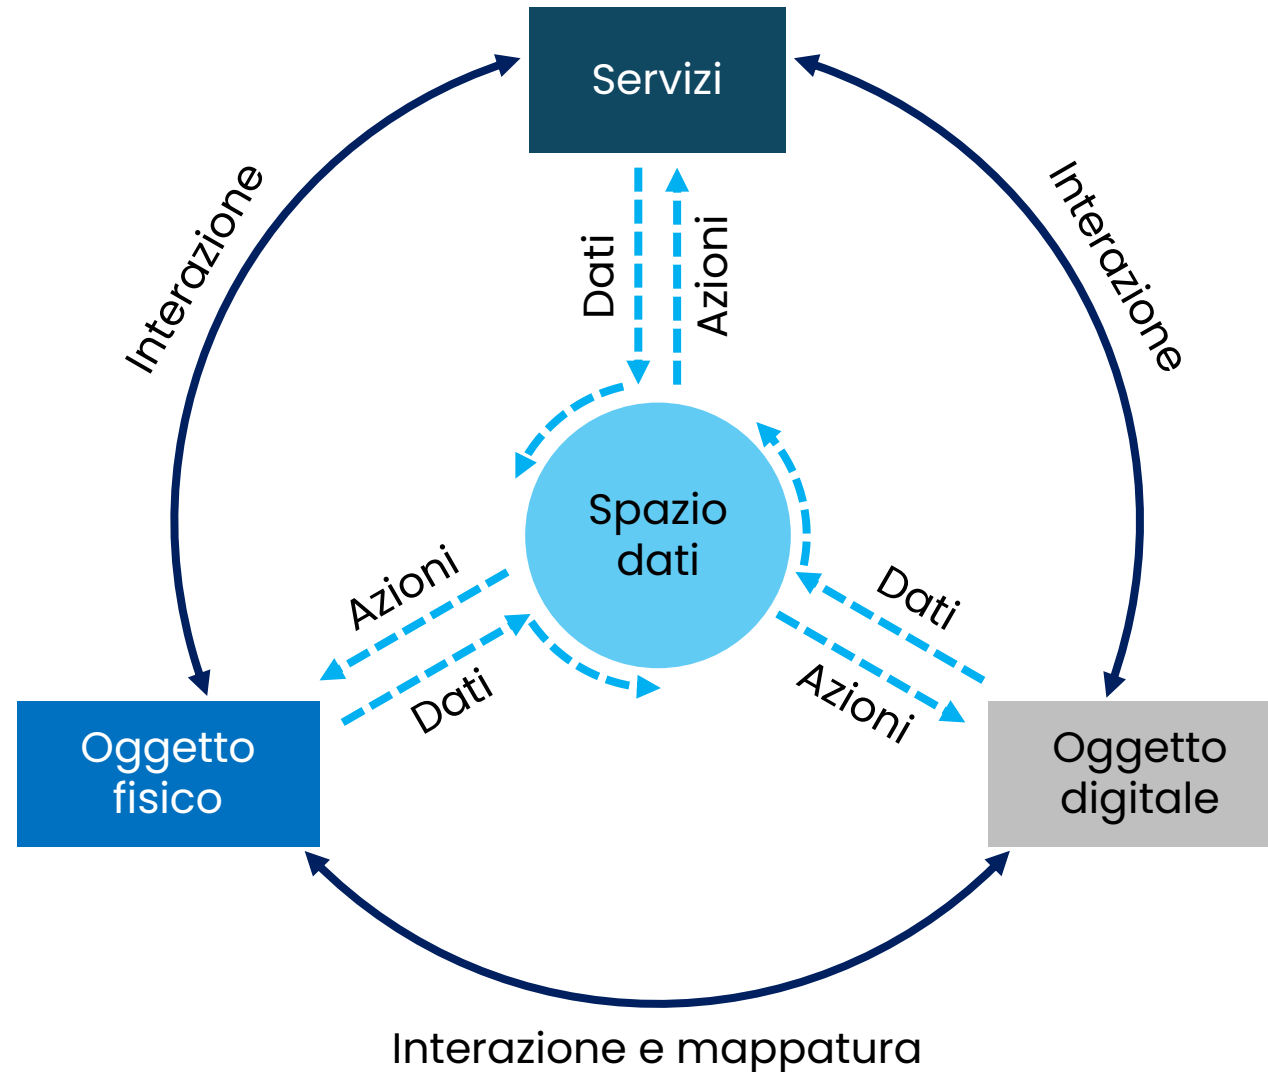 Servizi
Interazione
Interazione
Dati
Azioni
Spazio
dati
Azioni
Dati
Dati
Azioni
Oggetto
fisico
Oggetto
digitale
Interazione e mappatura